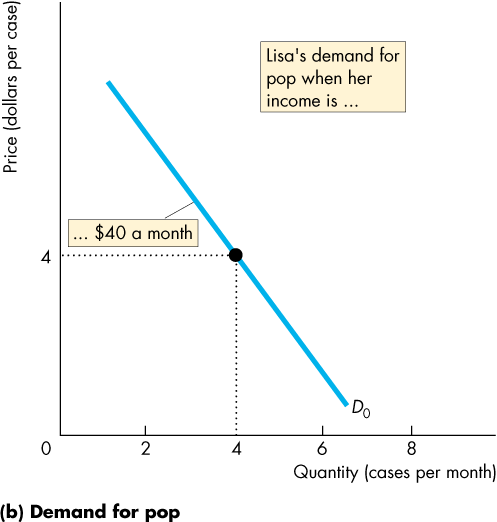 Price (dollars per case)
Lisa's demand for
pop when her
income is ...
... $40 a month
4
D0
0
2
4
6
8
Quantity (cases per month)
(b) Demand for pop